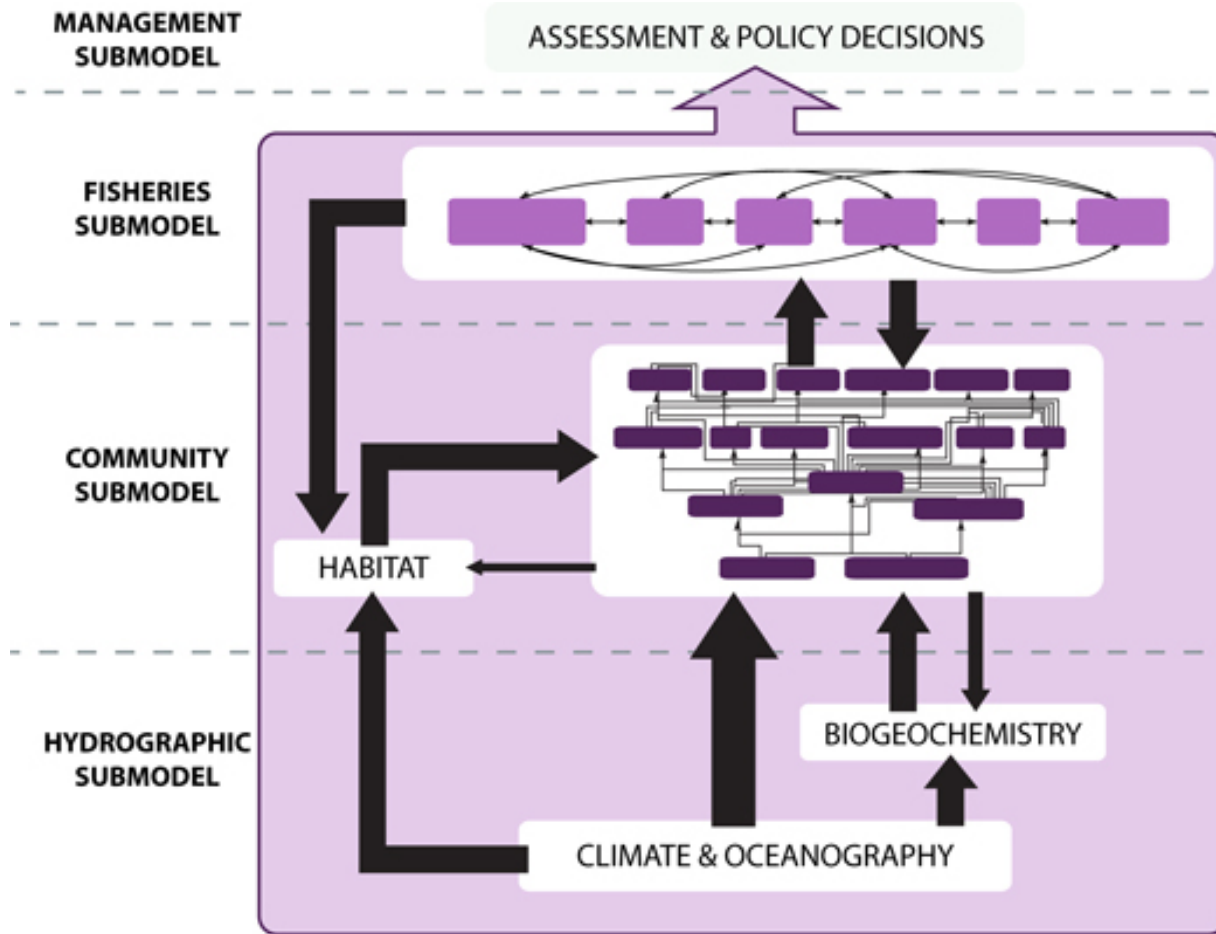 MANAGEMENT
SUBMODEL
ASSESSMENT & POLICY DECISIONS
FISHERIES
SUBMODEL
COMMUNITY
SUBMODEL
HABITAT
HYDROGRAPHIC
SUBMODEL
BIOGEOCHEMISTRY
CLIMATE & OCEANOGRAPHY